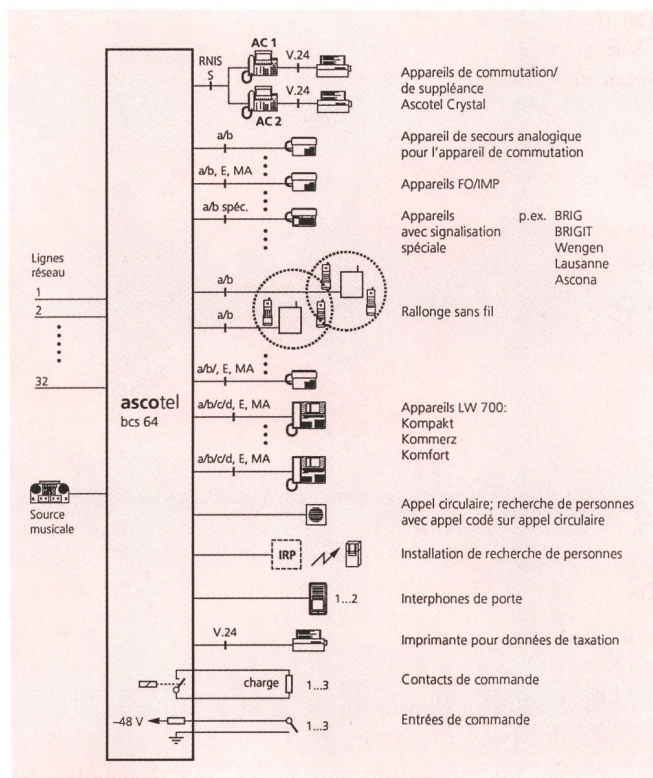 AC 1
RNIS
S
V.24
V.24
AC 2
Appareils de commutation/
de suppléance
Ascotel Crystal
a/b
Appareil de secours analogique
pour l'appareil de commutation
a/b, E, MA
Appareils FO/IMP
a/b spéc.
Appareils
avec signalisation
spéciale
p.ex. BRIG
BRIGIT
Wengen
Lausanne
Ascona
Lignes
réseau
1
2
32
a/b
a/b
Rallonge sans fil
a/b/, E, MA
ascotel
bcs 64
a/b/c/d, E, MA
Appareils LW 700:
Kompakt
Kommerz
Komfort
a/b/c/d, E, MA
Source
musicale
Appel circulaire; recherche de personnes
avec appel codé sur appel circulaire
IRP
Installation de recherche de personnes
1...2
Interphones de porte
V.24
Imprimante pour données de taxation
charge
1...3
Contacts de commande
–48 V
1...3
Entrées de commande